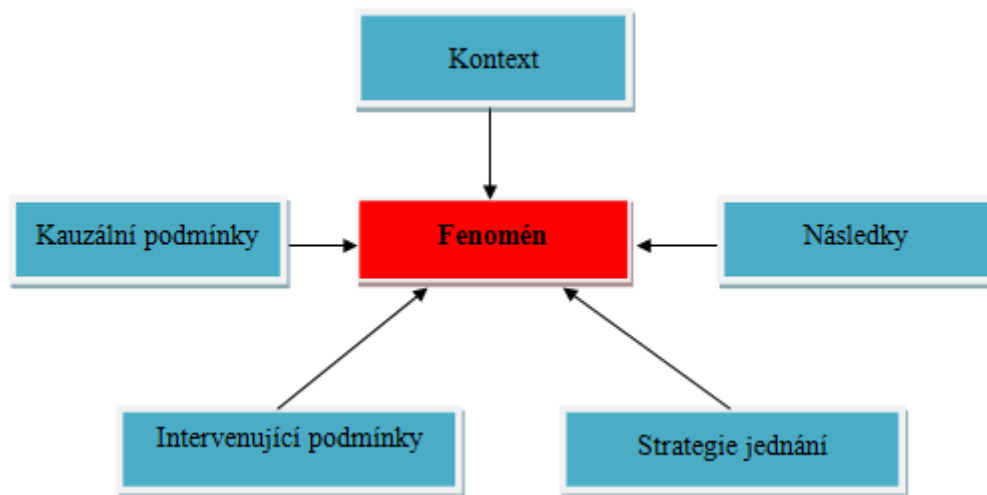 Kontext
Kauzální podmínky
Fenomén
Následky
Intervenující podmínky
Strategie jednání